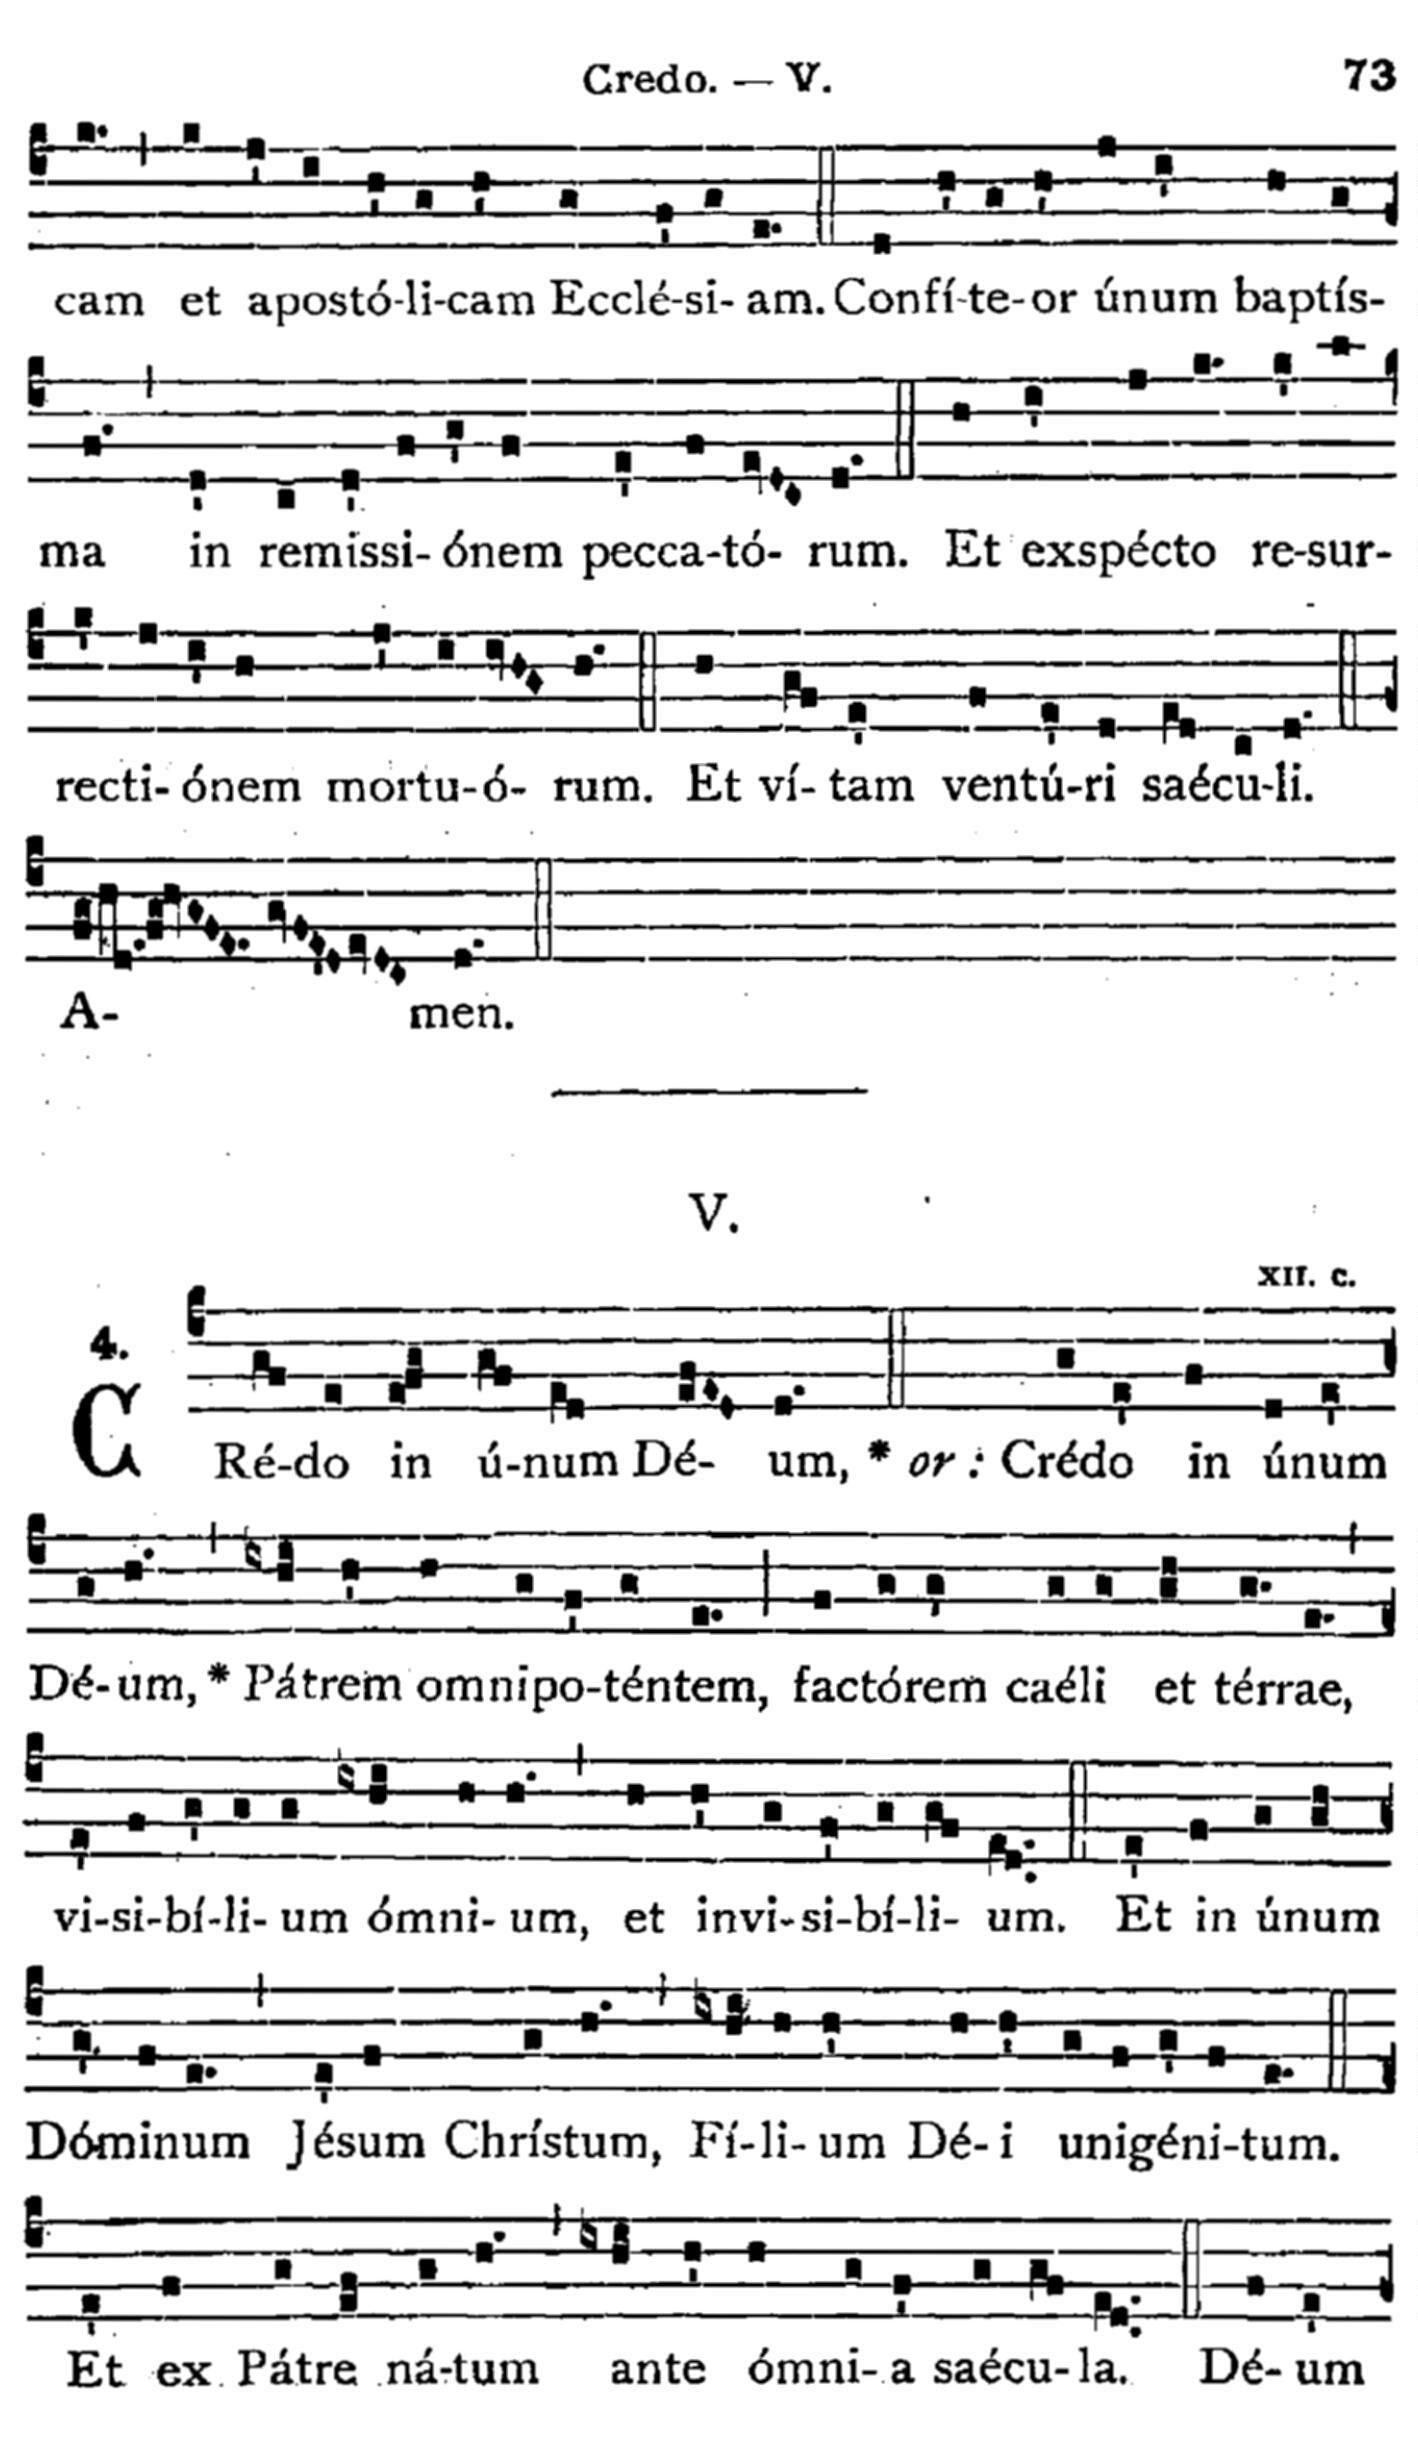 Credo. — V. 73
cam et apostó-li-cam Ecclé-si- am. Confí-te-or únum baptís-
ma in remissi- ónem pecca-tó- rum. Et exspécto re-sur-
recti- ónem mortu-ó- rum. Et ví- tam ventú-ri saécu-li.
A- men.
V.
XII. c.
4.
CRé-do in ú-num Dé- um, * or : Crédo in únum
Dé-um, * Pátrem omnipo-téntem, factórem caéli et térrae,
vi-si-bí-li- um ómni- um, et invi-si-bí-li- um. Et in únum
Dóminum Jésum Chrístum, Fí-li- um Dé- i unigéni-tum.
Et ex Pátre ná-tum ante ómni- a saécu- la. Dé- um